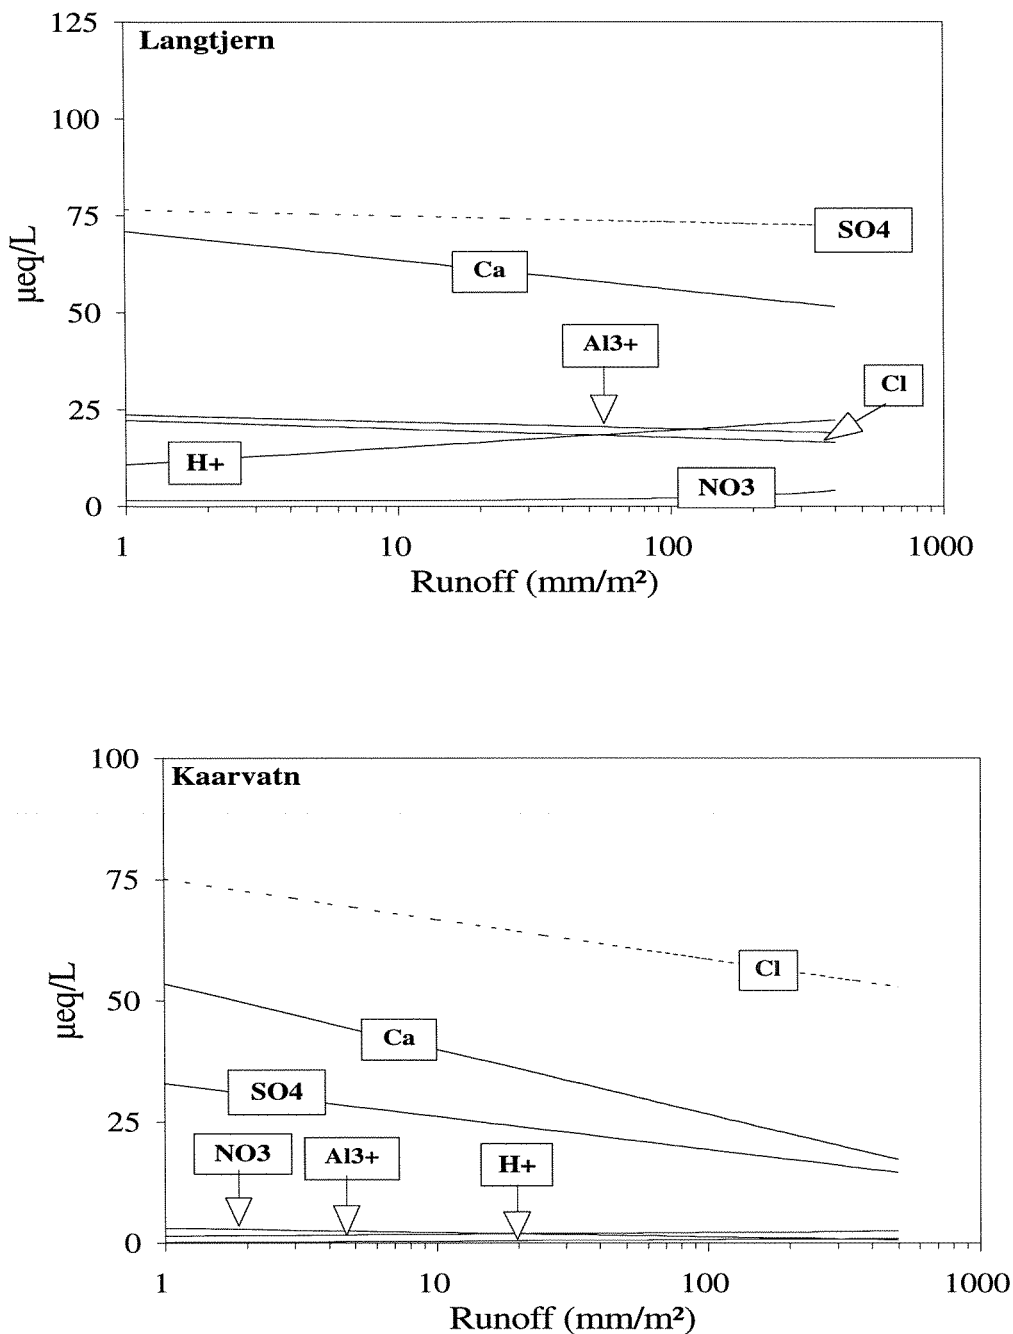 Langtjern
125
100
75
50
25
0
µeq/L
SO4
Ca
Al3+
Cl
H+
NO3
1 10 100 1000
Runoff (mm/m²)
Kaarvatn
100
75
50
25
0
µeq/L
Cl
Ca
SO4
NO3 Al3+ H+
1 10 100 1000
Runoff (mm/m²)